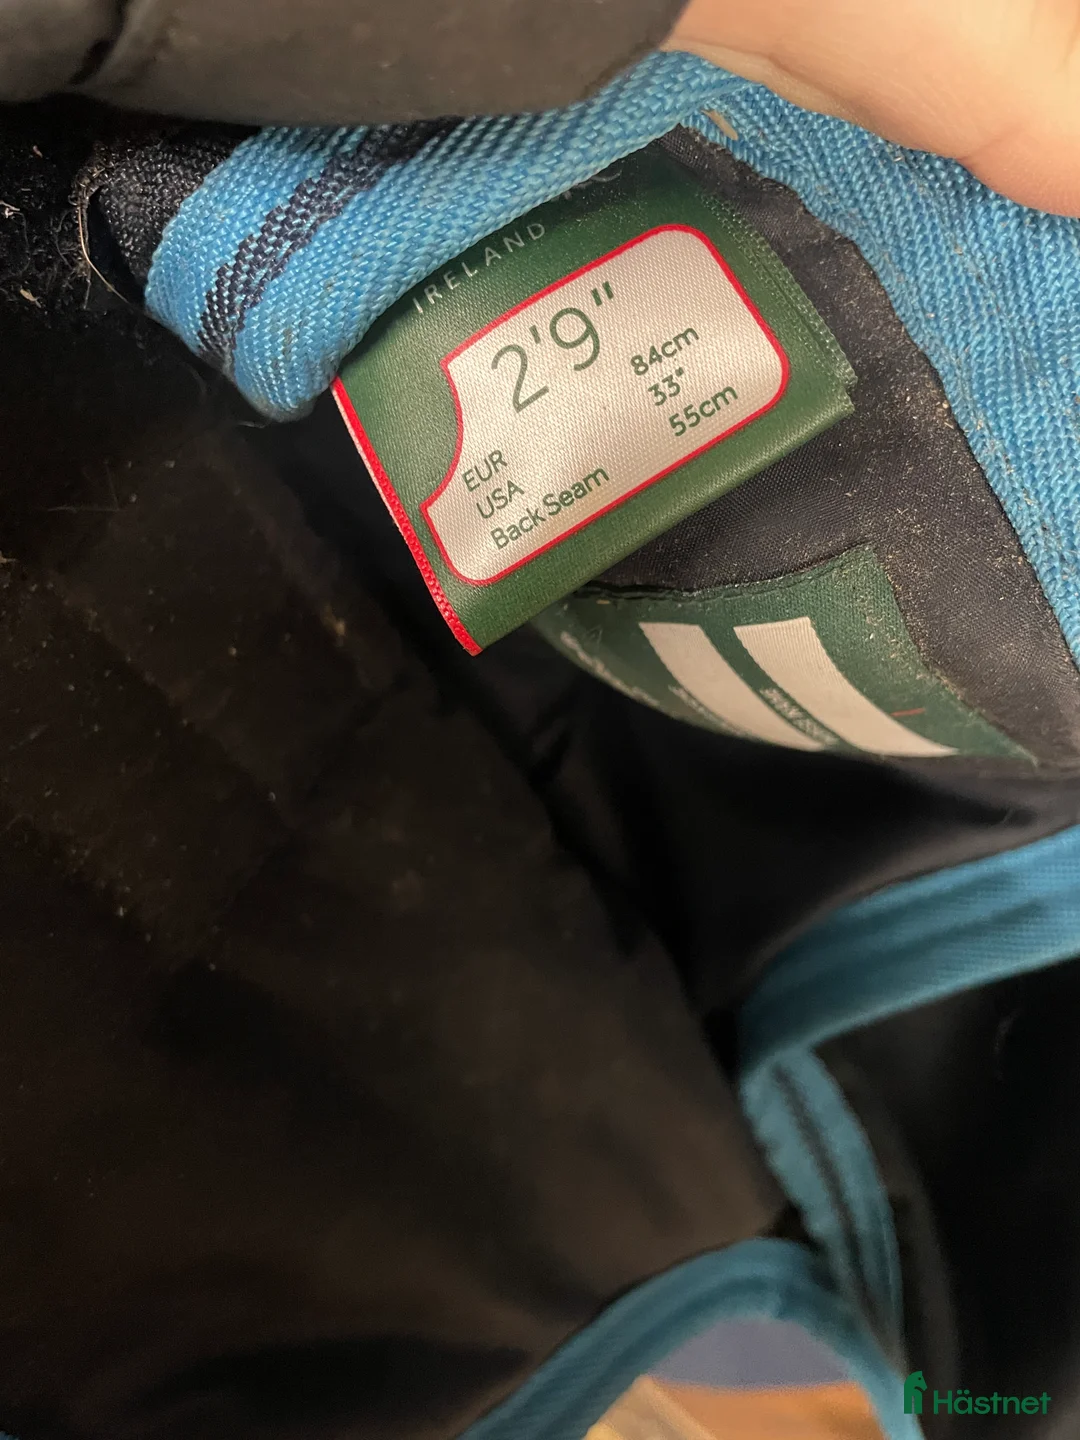 IRELAND
2'9"
EUR 84cm
USA 33"
Back Seam 55cm
Hästnet